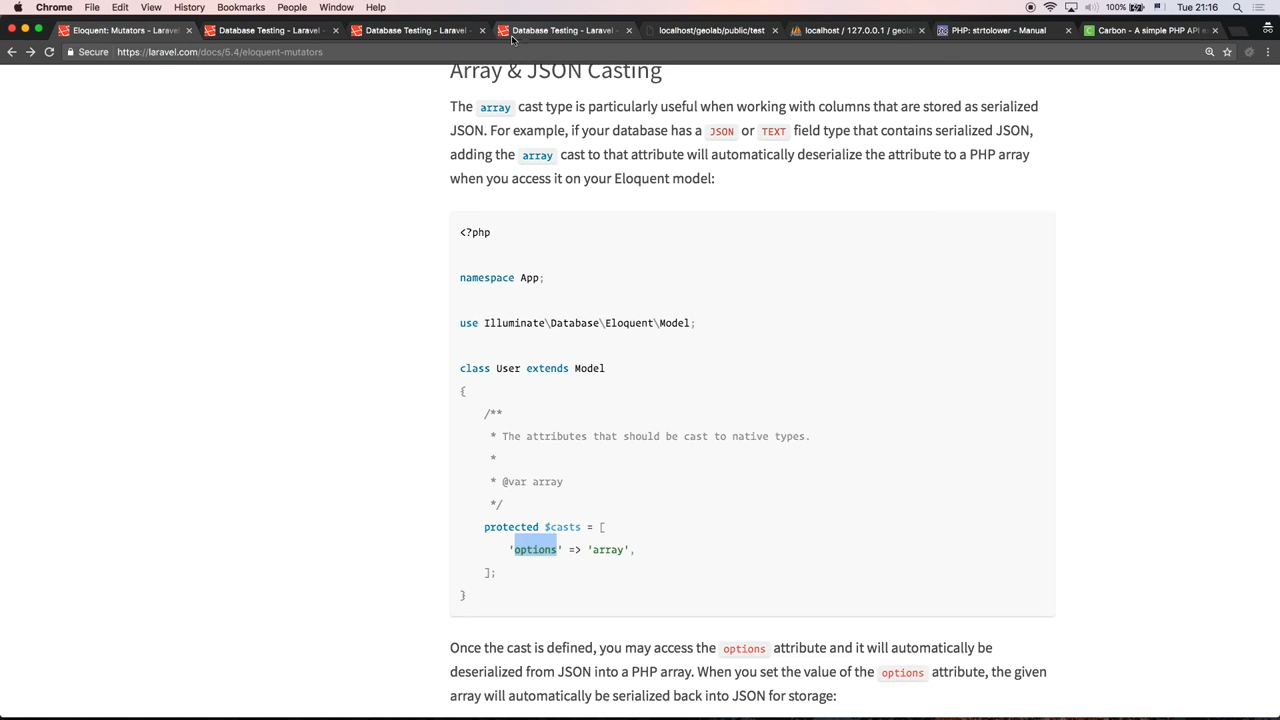 Chrome File Edit View History Bookmarks People Window Help 100% Tue 21:16
Eloquent: Mutators - Laravel Database Testing - Laravel - Database Testing - Laravel - Database Testing - Laravel - localhost/geolab/public/test localhost / 127.0.0.1 / geola PHP: strtolower - Manual Carbon - A simple PHP API ex
Secure https://laravel.com/docs/5.4/eloquent-mutators
Array & JSON Casting
The array cast type is particularly useful when working with columns that are stored as serialized
JSON. For example, if your database has a JSON or TEXT field type that contains serialized JSON,
adding the array cast to that attribute will automatically deserialize the attribute to a PHP array
when you access it on your Eloquent model:
<?php
namespace App;
use Illuminate\Database\Eloquent\Model;
class User extends Model
{
/**
* The attributes that should be cast to native types.
*
* @var array
*/
protected $casts = [
'options' => 'array',
];
}
Once the cast is defined, you may access the options attribute and it will automatically be
deserialized from JSON into a PHP array. When you set the value of the options attribute, the given
array will automatically be serialized back into JSON for storage: